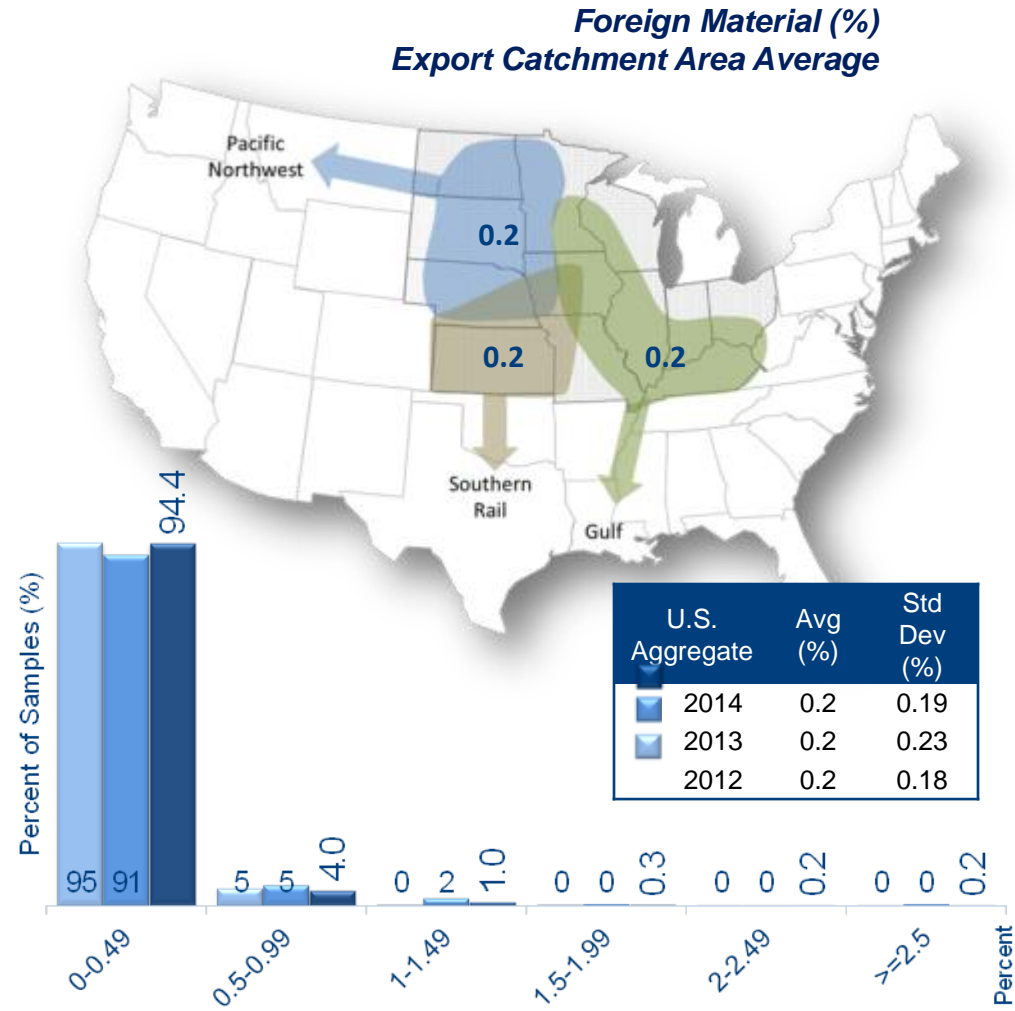 Foreign Material (%)
Export Catchment Area Average
Pacific
Northwest
0.2
0.2
0.2
Southern
Rail
Gulf
U.S.
Aggregate
Avg
(%)
Std
Dev
(%)
2014
0.2
0.19
2013
0.2
0.23
2012
0.2
0.18
Percent of Samples (%)
95
91
94.4
5
5
4.0
0
2
1.0
0
0
0.3
0
0
0.2
0
0
0.2
0-0.49
0.5-0.99
1-1.49
1.5-1.99
2-2.49
>=2.5
Percent